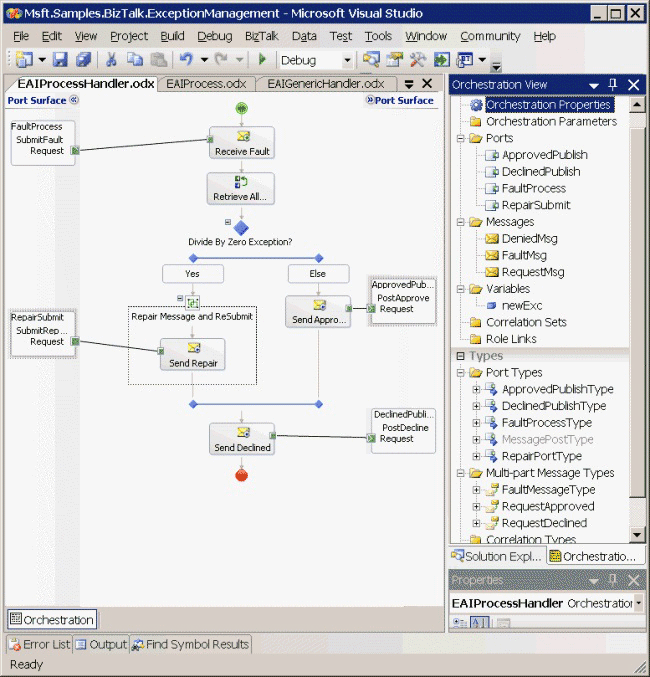 Msft.Samples.BizTalk.ExceptionManagement - Microsoft Visual Studio
File Edit View Project Build Debug BizTalk Data Test Tools Window Community Help
Debug
EAIProcessHandler.odx EAIProcess.odx EAIGenericHandler.odx
Port Surface
Port Surface
FaultProcess
SubmitFault
Request
Receive Fault
Retrieve All...
Divide By Zero Exception?
Yes
Else
Repair Message and ReSubmit
RepairSubmit
SubmitRep ...
Request
Send Repair
Send Appro...
ApprovedPub...
PostApprove
Request
Send Declined
DeclinedPubli...
PostDecline
Request
Orchestration
Orchestration View
Orchestration Properties
Orchestration Parameters
Ports
ApprovedPublish
DeclinedPublish
FaultProcess
RepairSubmit
Messages
DeniedMsg
FaultMsg
RequestMsg
Variables
newExc
Correlation Sets
Role Links
Types
Port Types
ApprovedPublishType
DeclinedPublishType
FaultProcessType
MessagePostType
RepairPortType
Multi-part Message Types
FaultMessageType
RequestApproved
RequestDeclined
Correlation Types
Solution Expl... Orchestratio...
Properties
EAIProcessHandler Orchestration
Error List Output Find Symbol Results
Ready